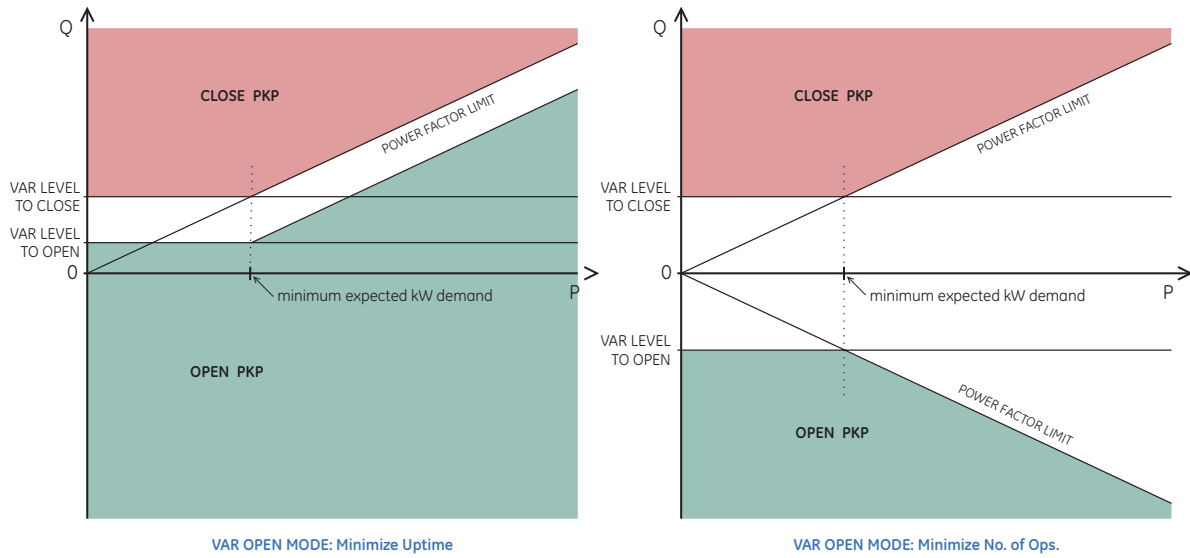 Q
CLOSE PKP
POWER FACTOR LIMIT
VAR LEVEL
TO CLOSE
VAR LEVEL
TO OPEN
0
minimum expected kW demand
P
OPEN PKP
VAR OPEN MODE: Minimize Uptime
Q
CLOSE PKP
POWER FACTOR LIMIT
VAR LEVEL
TO CLOSE
0
minimum expected kW demand
P
VAR LEVEL
TO OPEN
POWER FACTOR LIMIT
OPEN PKP
VAR OPEN MODE: Minimize No. of Ops.